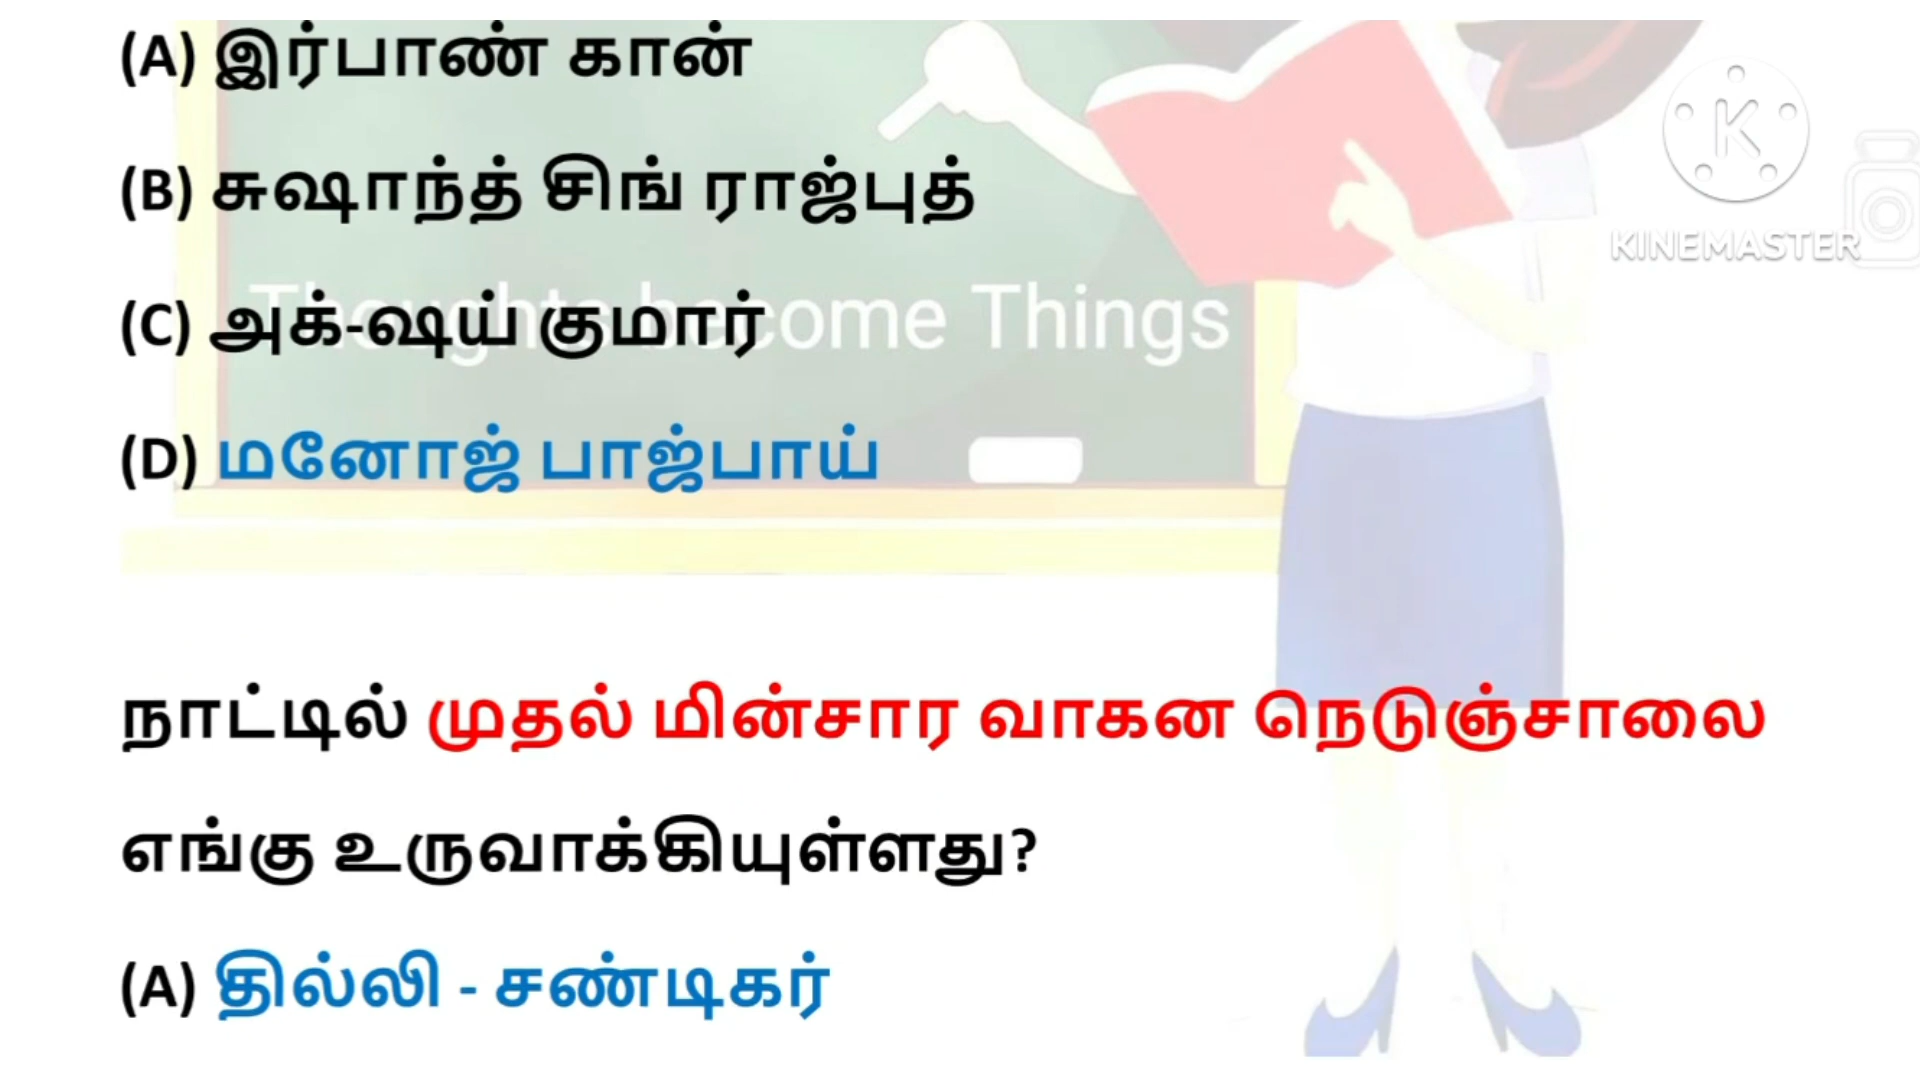 (A) இர்பாண் கான்
(B) சுஷாந்த் சிங் ராஜ்புத்
(C) அக்-ஷய் குமார்
Thoughts become Things
(D) மனோஜ் பாஜ்பாய்
நாட்டில் முதல் மின்சார வாகன நெடுஞ்சாலை
எங்கு உருவாக்கியுள்ளது?
(A) தில்லி - சண்டிகர்
K
KINEMASTER